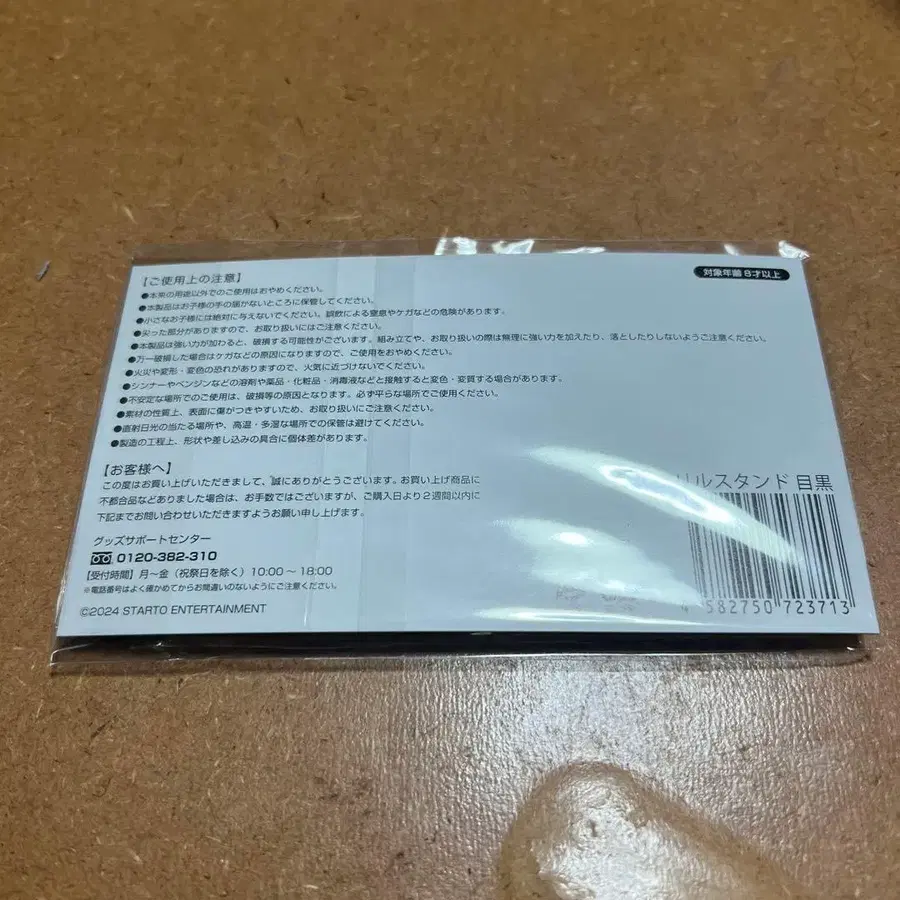 【ご使用上の注意】
対象年齢 8才以上
●本来の用途以外でのご使用はおやめください。
●本製品はお子様の手の届かないところに保管してください。
●小さなお子様には絶対に与えないでください。誤飲による窒息やケガなどの危険があります。
●尖った部分がありますので、お取り扱いにはご注意ください。
●本製品は強い力が加わると、破損する可能性がございます。組み立てや、お取り扱いの際は無理に強い力を加えたり、落としたりしないようご注意ください。
●万一破損した場合はケガなどの原因になりますので、ご使用をおやめください。
●火災や変形・変色の恐れがありますので、火気に近づけないでください。
●シンナーやベンジンなどの溶剤や薬品・化粧品・消毒液などと接触すると変色・変質する場合があります。
●不安定な場所でのご使用は、破損等の原因となります。必ず平らな場所でご使用ください。
●素材の性質上、表面に傷がつきやすいため、お取り扱いにご注意ください。
●直射日光の当たる場所や、高温・多湿な場所での保管は避けてください。
●製造の工程上、形状や差し込みの具合に個体差があります。
【お客様へ】
この度はお買い上げいただきまして、誠にありがとうございます。お買い上げ商品に
不都合品などありました場合は、お手数ではございますが、ご購入日より2週間以内に
下記までお問い合わせいただきますようお願い申し上げます。
リルスタンド 目黒
グッズサポートセンター
0120-382-310
【受付時間】月～金（祝祭日を除く）10:00～18:00
※電話番号はよく確かめてからお間違いのないようにご注意ください。
©2024 STARTO ENTERTAINMENT
4 582750 723713